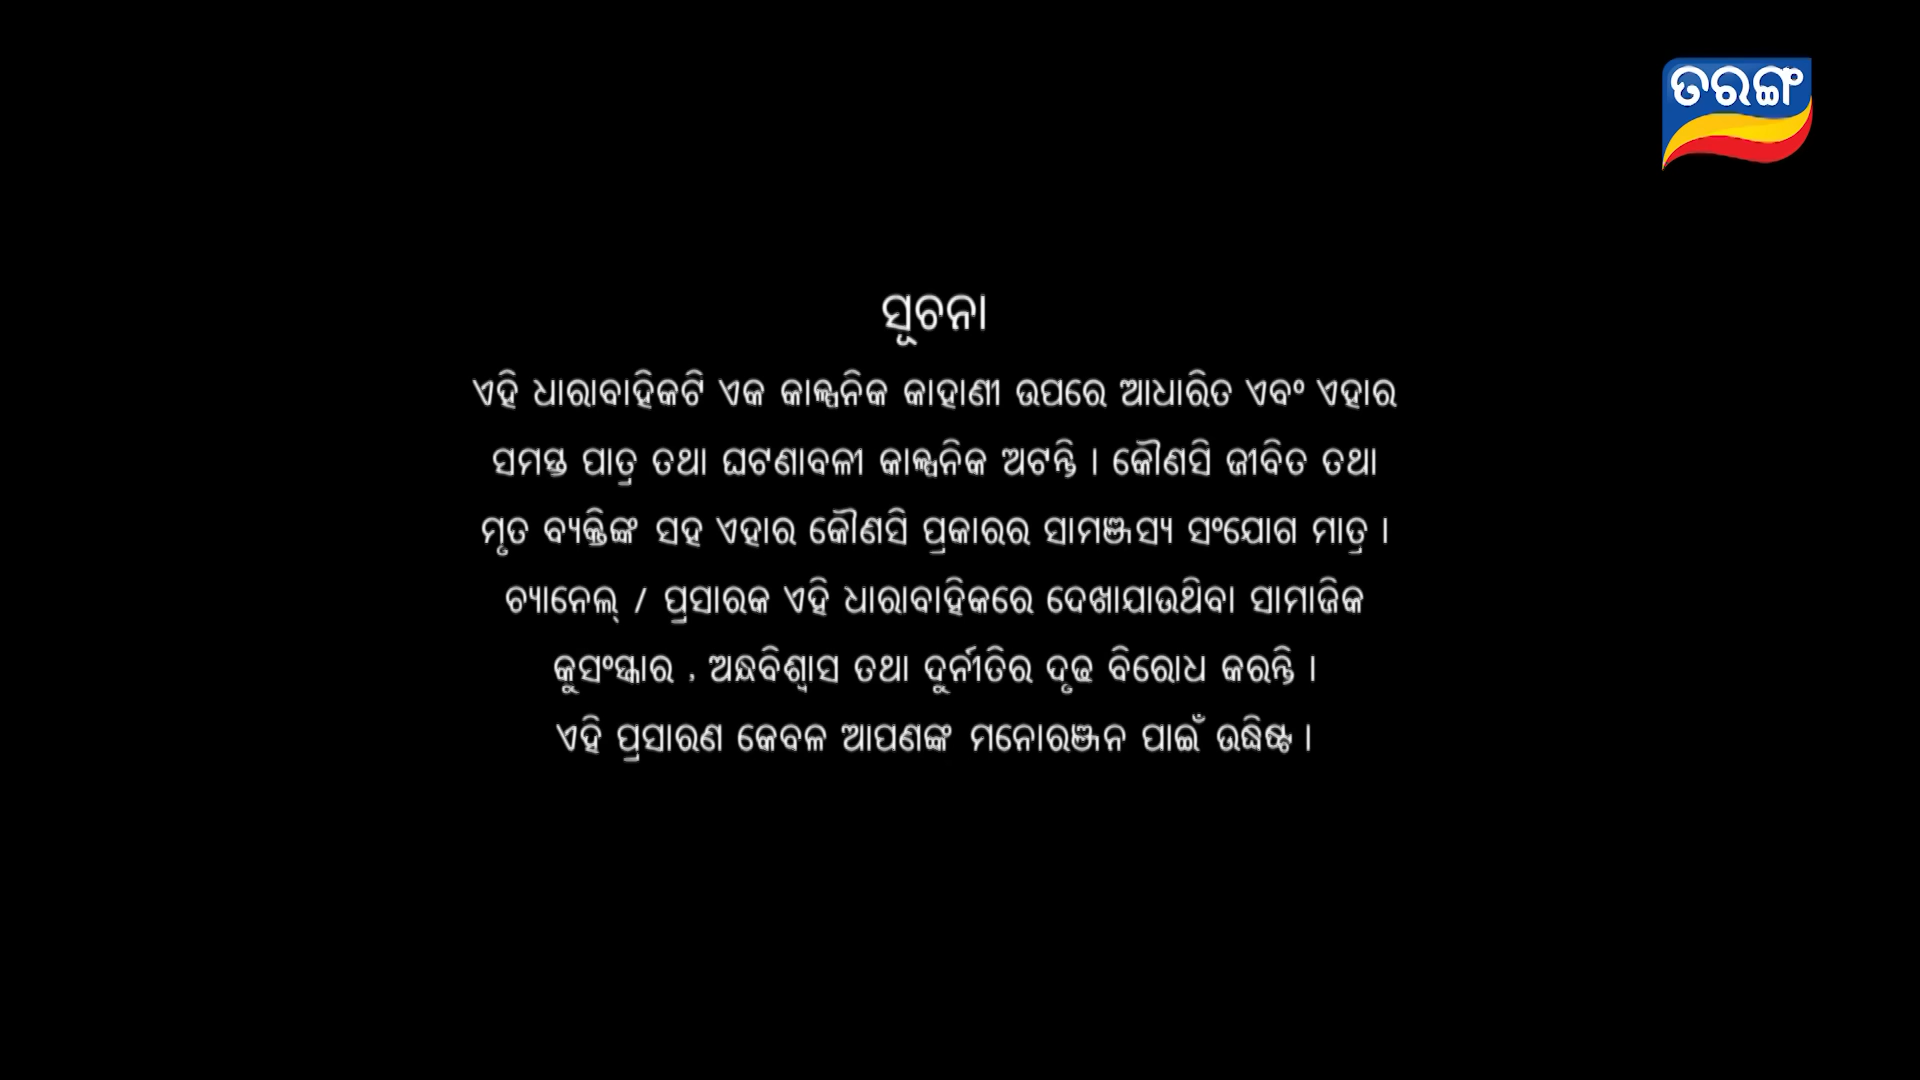 ତରଙ୍ଗ
ସୂଚନା
ଏହି ଧାରାବାହିକଟି ଏକ କାଳ୍ପନିକ କାହାଣୀ ଉପରେ ଆଧାରିତ ଏବଂ ଏହାର
ସମସ୍ତ ପାତ୍ର ତଥା ଘଟଣାବଳୀ କାଳ୍ପନିକ ଅଟନ୍ତି ।  କୌଣସି ଜୀବିତ ତଥା
ମୃତ ବ୍ୟକ୍ତିଙ୍କ ସହ ଏହାର କୌଣସି ପ୍ରକାରର ସାମଞ୍ଜସ୍ୟ ସଂଯୋଗ ମାତ୍ର ।
ଚ୍ୟାନେଲ୍ / ପ୍ରସାରକ ଏହି ଧାରାବାହିକରେ ଦେଖାଯାଉଥିବା ସାମାଜିକ
କୁସଂସ୍କାର , ଅନ୍ଧବିଶ୍ୱାସ ତଥା ଦୁର୍ନୀତିର ଦୃଢ ବିରୋଧ କରନ୍ତି ।
ଏହି ପ୍ରସାରଣ କେବଳ ଆପଣଙ୍କ ମନୋରଞ୍ଜନ ପାଇଁ ଉଦ୍ଧିଷ୍ଟ ।